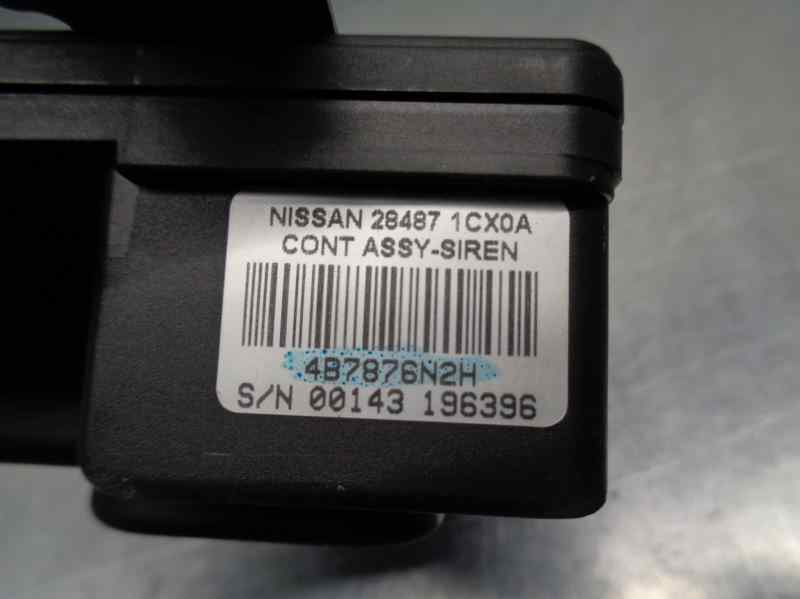 NISSAN 28487 1CX0A
CONT ASSY-SIREN
4B7876N2H
S/N 00143 196396